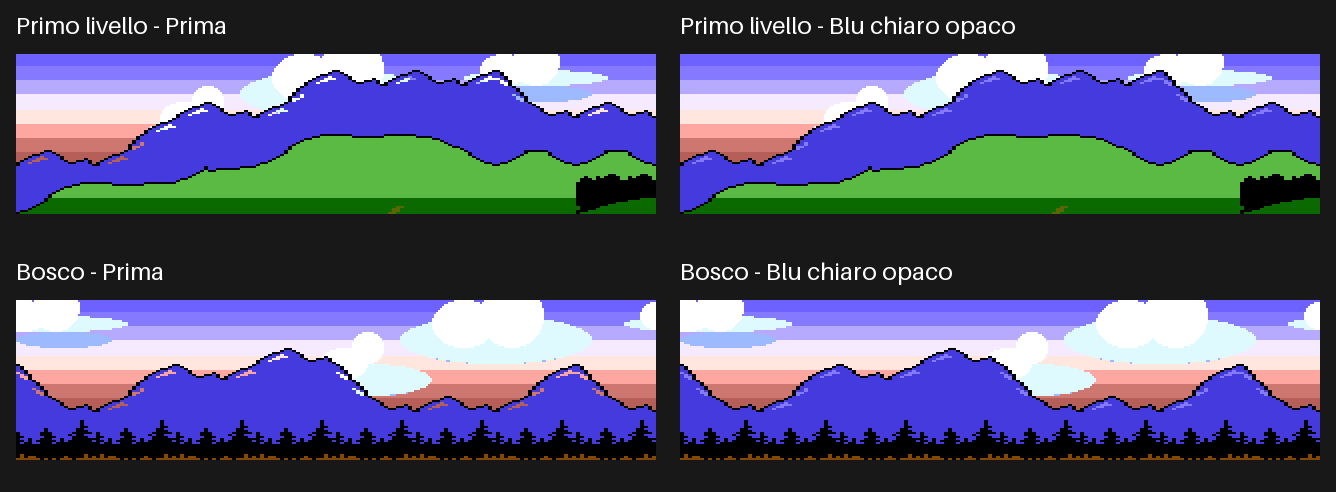 Primo livello - Prima
Primo livello - Blu chiaro opaco
Bosco - Prima
Bosco - Blu chiaro opaco